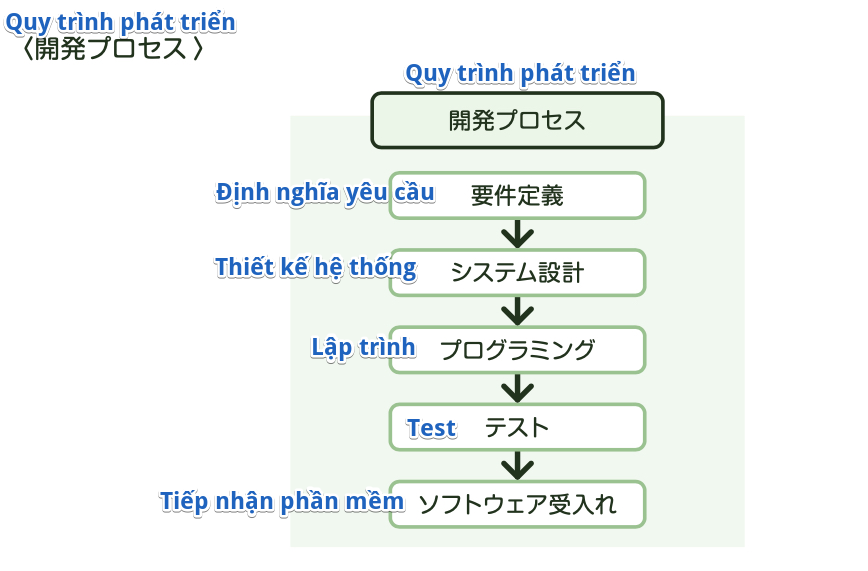 Quy trình phát triển
〈開発プロセス〉
Quy trình phát triển
開発プロセス
Định nghĩa yêu cầu
要件定義
Thiết kế hệ thống
システム設計
Lập trình
プログラミング
Test
テスト
Tiếp nhận phần mềm
ソフトウェア受入れ